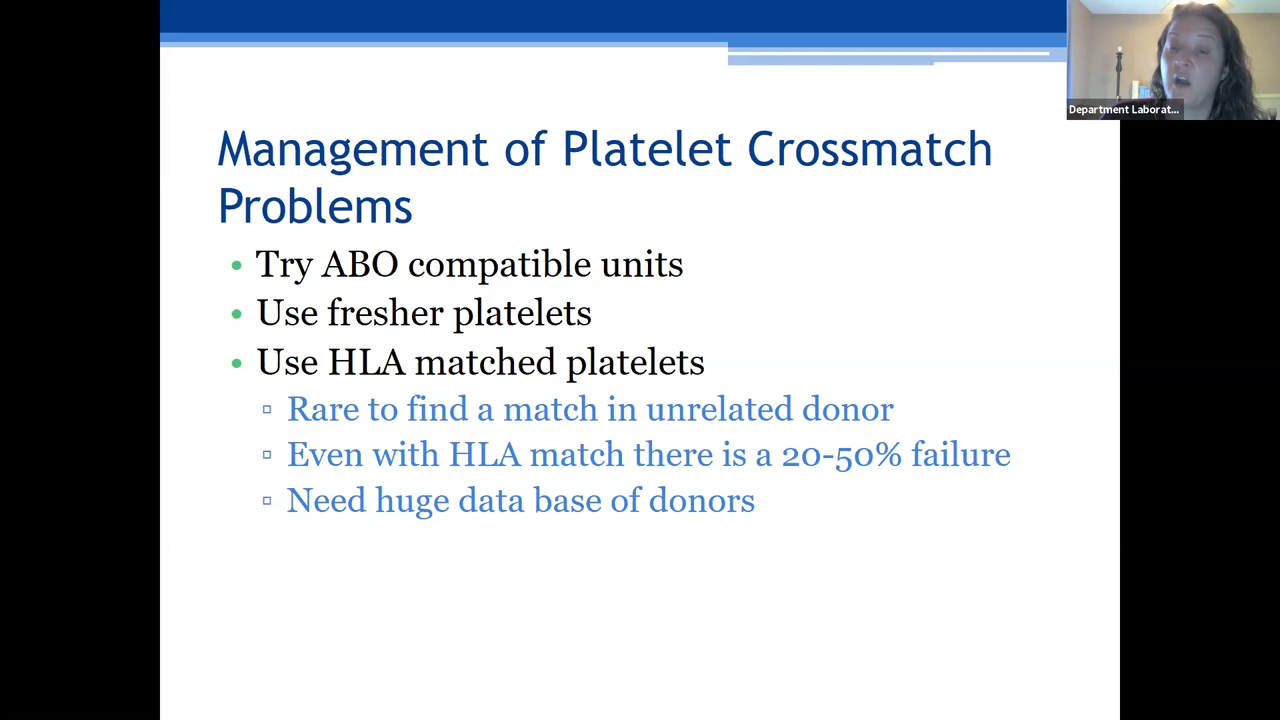 Department Laborat...
Management of Platelet Crossmatch
Problems
• Try ABO compatible units
• Use fresher platelets
• Use HLA matched platelets
▫ Rare to find a match in unrelated donor
▫ Even with HLA match there is a 20-50% failure
▫ Need huge data base of donors